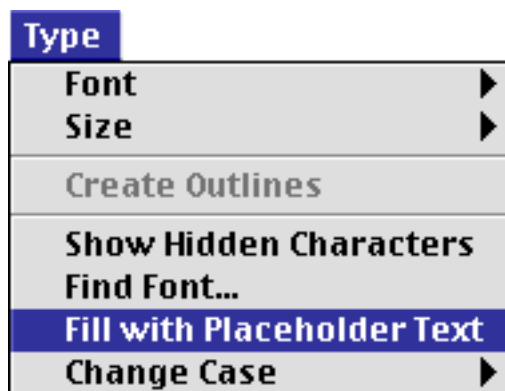 Type
Font
Size
Create Outlines
Show Hidden Characters
Find Font...
Fill with Placeholder Text
Change Case